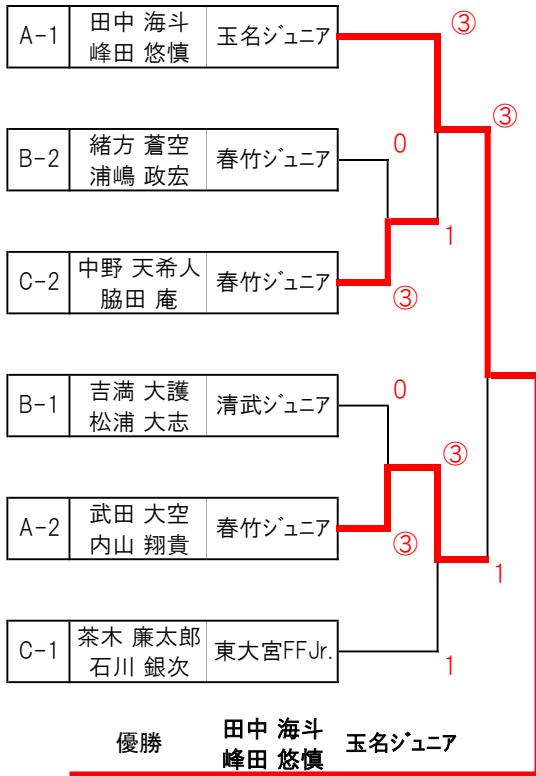 A-1 田中 海斗 玉名ジュニア
峰田 悠慎
③
③
B-2 緒方 蒼空 春竹ジュニア
浦嶋 政宏
0
1
C-2 中野 天希人 春竹ジュニア
脇田 庵
③
B-1 吉満 大護 清武ジュニア
松浦 大志
0
③
A-2 武田 大空 春竹ジュニア
内山 翔貴
③
1
C-1 茶木 廉太郎 東大宮FFJr.
石川 銀次
1
優勝 田中 海斗 玉名ジュニア
峰田 悠慎